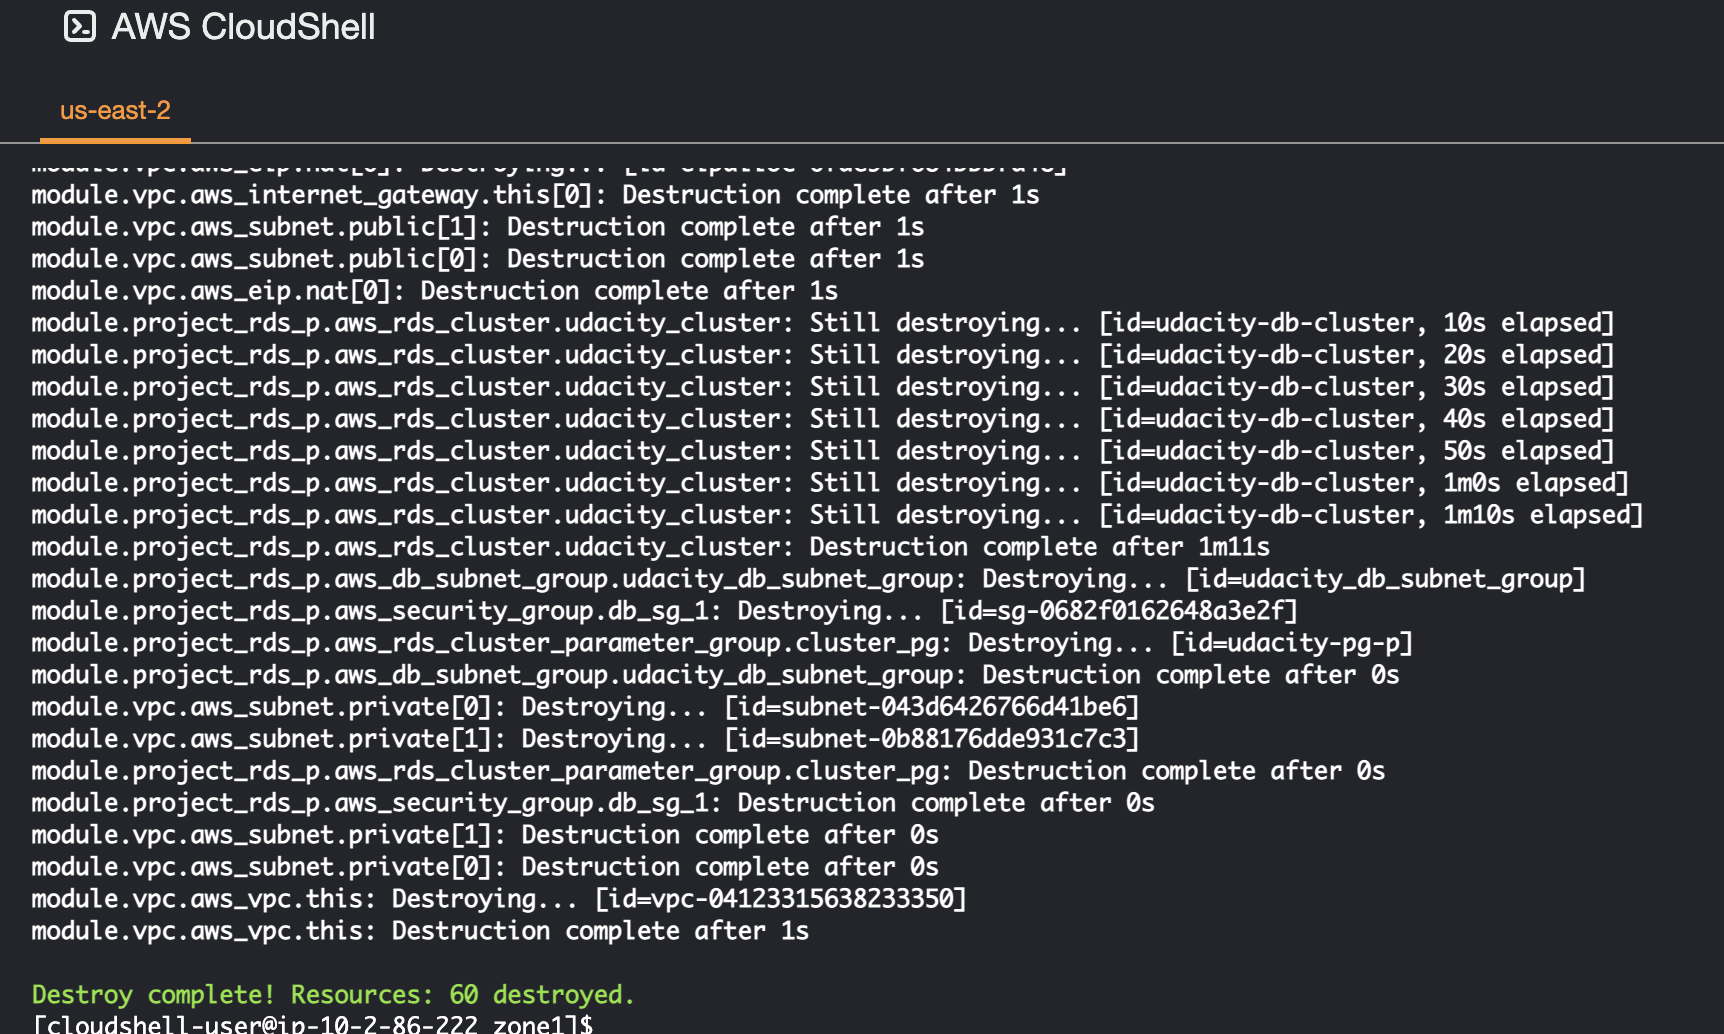 AWS CloudShell
us-east-2
module.vpc.aws_eip.nat[0]: Destroying...
module.vpc.aws_internet_gateway.this[0]: Destruction complete after 1s
module.vpc.aws_subnet.public[1]: Destruction complete after 1s
module.vpc.aws_subnet.public[0]: Destruction complete after 1s
module.vpc.aws_eip.nat[0]: Destruction complete after 1s
module.project_rds_p.aws_rds_cluster.udacity_cluster: Still destroying... [id=udacity-db-cluster, 10s elapsed]
module.project_rds_p.aws_rds_cluster.udacity_cluster: Still destroying... [id=udacity-db-cluster, 20s elapsed]
module.project_rds_p.aws_rds_cluster.udacity_cluster: Still destroying... [id=udacity-db-cluster, 30s elapsed]
module.project_rds_p.aws_rds_cluster.udacity_cluster: Still destroying... [id=udacity-db-cluster, 40s elapsed]
module.project_rds_p.aws_rds_cluster.udacity_cluster: Still destroying... [id=udacity-db-cluster, 50s elapsed]
module.project_rds_p.aws_rds_cluster.udacity_cluster: Still destroying... [id=udacity-db-cluster, 1m0s elapsed]
module.project_rds_p.aws_rds_cluster.udacity_cluster: Still destroying... [id=udacity-db-cluster, 1m10s elapsed]
module.project_rds_p.aws_rds_cluster.udacity_cluster: Destruction complete after 1m11s
module.project_rds_p.aws_db_subnet_group.udacity_db_subnet_group: Destroying... [id=udacity_db_subnet_group]
module.project_rds_p.aws_security_group.db_sg_1: Destroying... [id=sg-0682f0162648a3e2f]
module.project_rds_p.aws_rds_cluster_parameter_group.cluster_pg: Destroying... [id=udacity-pg-p]
module.project_rds_p.aws_db_subnet_group.udacity_db_subnet_group: Destruction complete after 0s
module.vpc.aws_subnet.private[0]: Destroying... [id=subnet-043d6426766d41be6]
module.vpc.aws_subnet.private[1]: Destroying... [id=subnet-0b88176dde931c7c3]
module.project_rds_p.aws_rds_cluster_parameter_group.cluster_pg: Destruction complete after 0s
module.project_rds_p.aws_security_group.db_sg_1: Destruction complete after 0s
module.vpc.aws_subnet.private[1]: Destruction complete after 0s
module.vpc.aws_subnet.private[0]: Destruction complete after 0s
module.vpc.aws_vpc.this: Destroying... [id=vpc-04123315638233350]
module.vpc.aws_vpc.this: Destruction complete after 1s
Destroy complete! Resources: 60 destroyed.
[cloudshell-user@ip-10-2-86-222 zone1]$